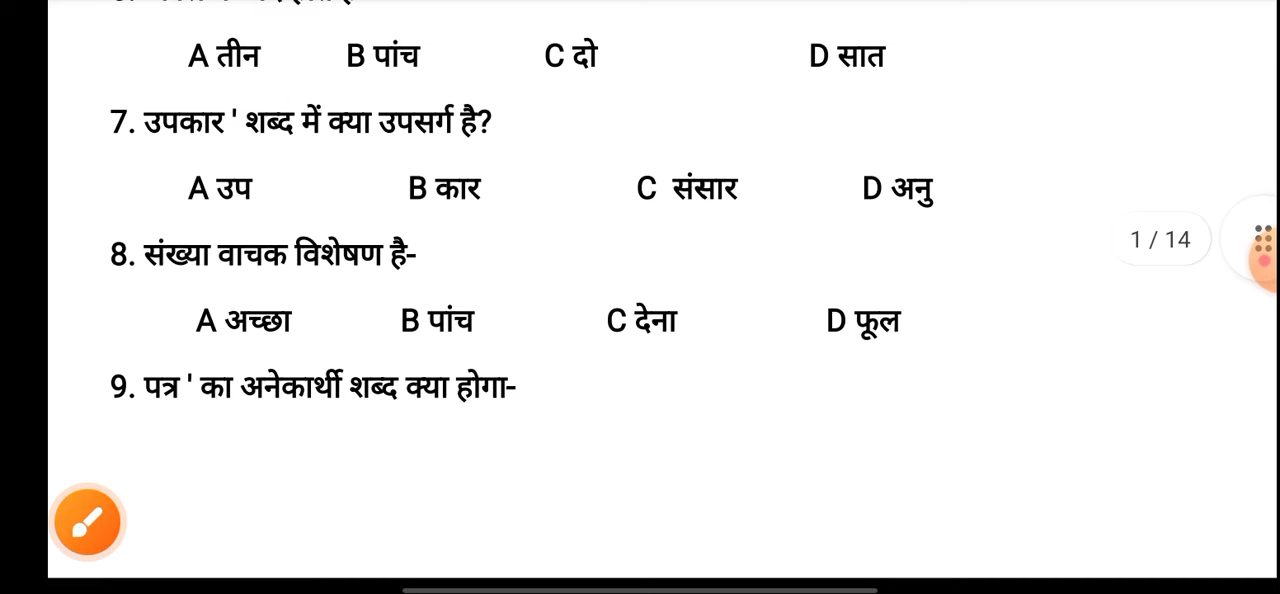 A तीन B पांच C दो D सात
7. उपकार ' शब्द में क्या उपसर्ग है?
A उप B कार C संसार D अनु
1 / 14
8. संख्या वाचक विशेषण है-
A अच्छा B पांच C देना D फूल
9. पत्र ' का अनेकार्थी शब्द क्या होगा-